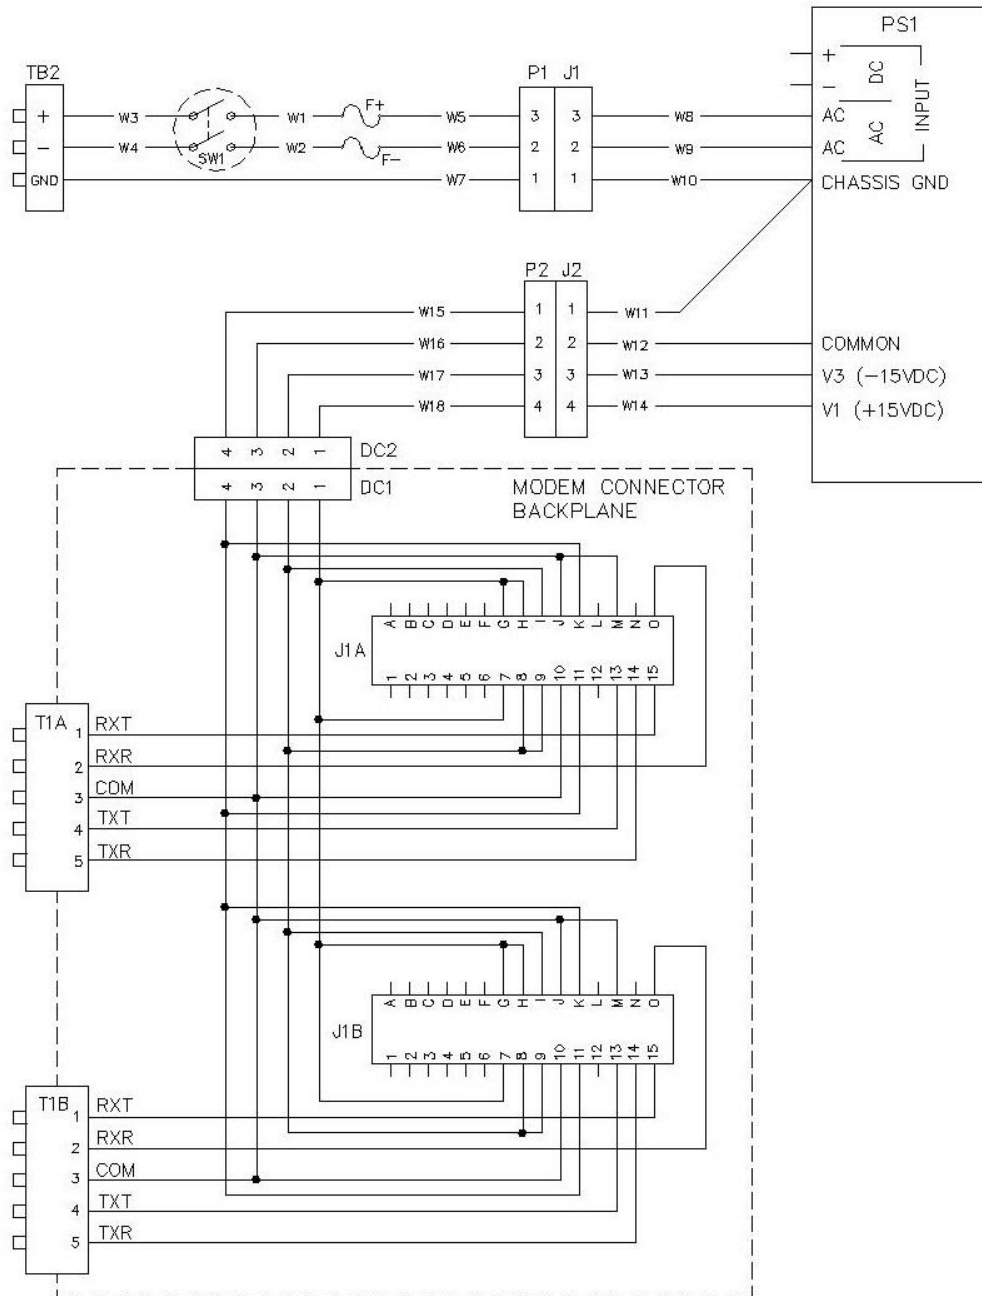 PS1
TB2
P1 J1
+
−
DC
AC
INPUT
+ W3 W1 F+ W5 3 3 W8 AC
− W4 SW1 W2 F− W6 2 2 W9 AC
GND W7 1 1 W10 CHASSIS GND
P2 J2
W15 1 1 W11
W16 2 2 W12 COMMON
W17 3 3 W13 V3 (−15VDC)
W18 4 4 W14 V1 (+15VDC)
4 3 2 1 DC2
4 3 2 1 DC1
MODEM CONNECTOR
BACKPLANE
A B C D E F G H I J K L M N O
J1A
1 2 3 4 5 6 7 8 9 10 11 12 13 14 15
T1A
1 RXT
2 RXR
3 COM
4 TXT
5 TXR
A B C D E F G H I J K L M N O
J1B
1 2 3 4 5 6 7 8 9 10 11 12 13 14 15
T1B
1 RXT
2 RXR
3 COM
4 TXT
5 TXR